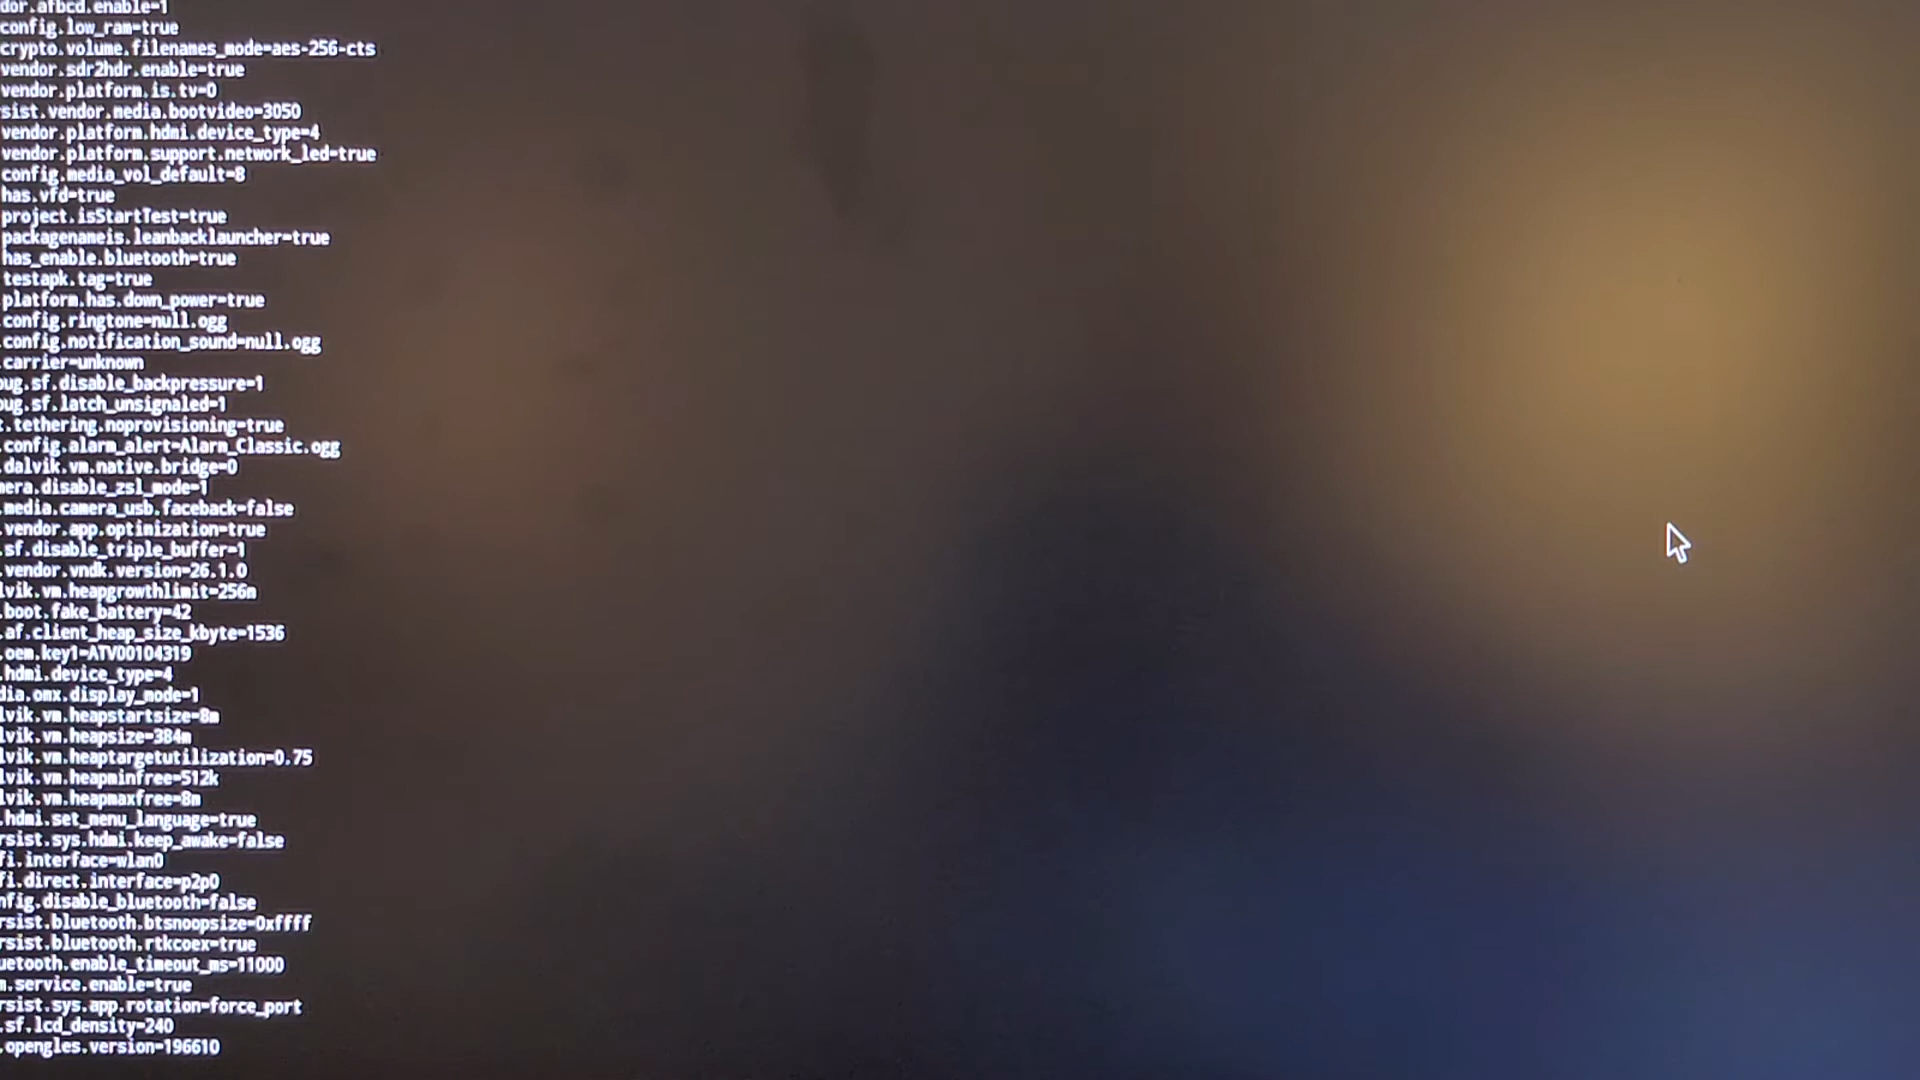 dor.afbcd.enable=1
config.low_ram=true
crypto.volume.filenames_mode=aes-256-cts
vendor.sdr2hdr.enable=true
vendor.platform.is.tv=0
sist.vendor.media.bootvideo=3050
vendor.platform.hdmi.device_type=4
vendor.platform.support.network_led=true
config.media_vol_default=8
has.vfd=true
project.isStartTest=true
packagenameis.leanbacklauncher=true
has_enable.bluetooth=true
testapk.tag=true
platform.has.down_power=true
.config.ringtone=null.ogg
.config.notification_sound=null.ogg
.carrier=unknown
bug.sf.disable_backpressure=1
bug.sf.latch_unsignaled=1
t.tethering.noprovisioning=true
.config.alarm_alert=Alarm_Classic.ogg
.dalvik.vm.native.bridge=0
mera.disable_zsl_mode=1
.media.camera_usb.faceback=false
.vendor.app.optimization=true
.sf.disable_triple_buffer=1
.vendor.vndk.version=26.1.0
lvik.vm.heapgrowthlimit=256m
.boot.fake_battery=42
.af.client_heap_size_kbyte=1536
.oem.key1=ATV00104319
.hdmi.device_type=4
dia.omx.display_mode=1
lvik.vm.heapstartsize=8m
lvik.vm.heapsize=384m
lvik.vm.heaptargetutilization=0.75
lvik.vm.heapminfree=512k
lvik.vm.heapmaxfree=8m
.hdmi.set_menu_language=true
rsist.sys.hdmi.keep_awake=false
fi.interface=wlan0
fi.direct.interface=p2p0
nfig.disable_bluetooth=false
rsist.bluetooth.btsnoopsize=0xffff
rsist.bluetooth.rtkcoex=true
uetooth.enable_timeout_ms=11000
m.service.enable=true
rsist.sys.app.rotation=force_port
.sf.lcd_density=240
.opengles.version=196610